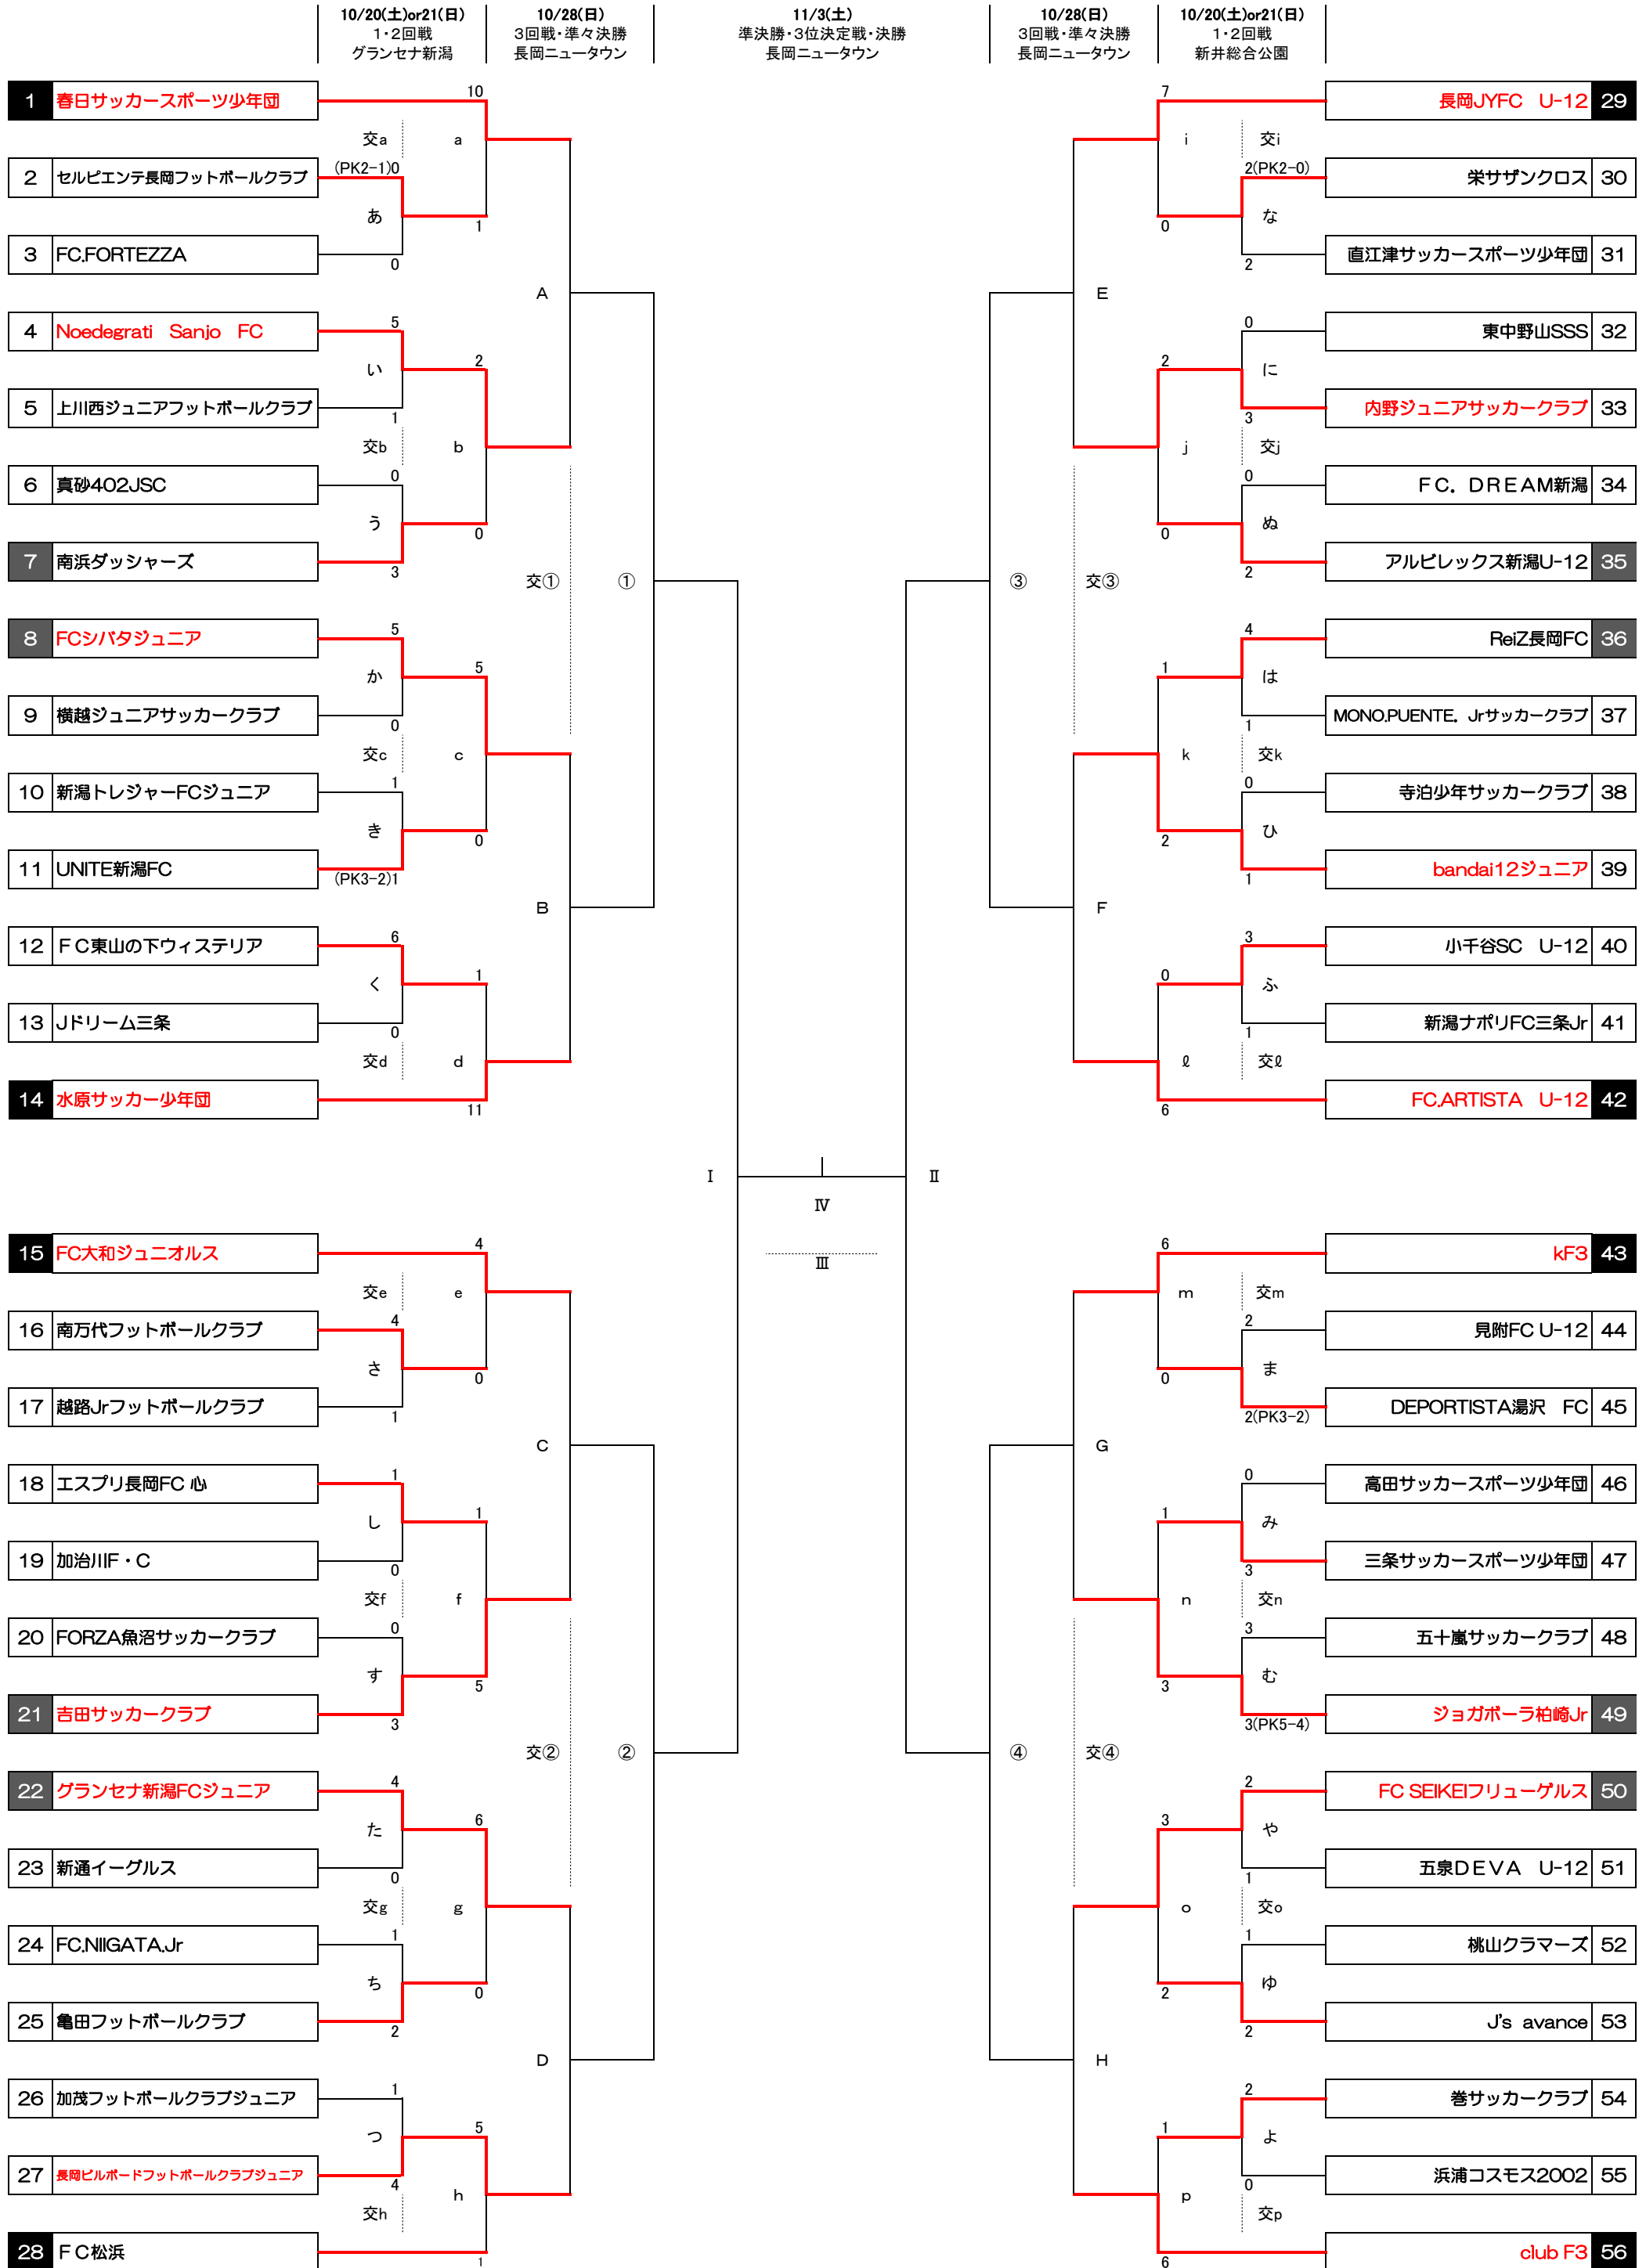 10/20(土)or21(日)
1・2回戦
グランセナ新潟
10/28(日)
3回戦・準々決勝
長岡ニュータウン
11/3(土)
準決勝・3位決定戦・決勝
長岡ニュータウン
10/28(日)
3回戦・準々決勝
長岡ニュータウン
10/20(土)or21(日)
1・2回戦
新井総合公園
1 春日サッカースポーツ少年団
10
交a a
2 セルピエンテ長岡フットボールクラブ
(PK2-1)0
あ
1
3 FC.FORTEZZA
0
A
4 Noedegrati Sanjo FC
5
い
2
5 上川西ジュニアフットボールクラブ
1
交b b
6 真砂402JSC
0
う
0
7 南浜ダッシャーズ
3
交① ①
8 FCシバタジュニア
5
か
5
9 横越ジュニアサッカークラブ
0
交c c
10 新潟トレジャーFCジュニア
1
き
0
11 UNITE新潟FC
(PK3-2)1
B
12 FC東山の下ウィステリア
6
く
1
13 Jドリーム三条
0
交d d
14 水原サッカー少年団
11
I
II
IV
III
15 FC大和ジュニオルス
4
交e e
16 南万代フットボールクラブ
4
さ
0
17 越路Jrフットボールクラブ
1
C
18 エスプリ長岡FC 心
1
し
1
19 加治川F・C
0
交f f
20 FORZA魚沼サッカークラブ
0
す
5
21 吉田サッカークラブ
3
交② ②
22 グランセナ新潟FCジュニア
4
た
6
23 新通イーグルス
0
交g g
24 FC.NIIGATA.Jr
1
ち
0
25 亀田フットボールクラブ
2
D
26 加茂フットボールクラブジュニア
1
つ
5
27 長岡ビルボードフットボールクラブジュニア
4
交h h
28 FC松浜
1
7
長岡JYFC U-12 29
i 交i
2(PK2-0)
栄サザンクロス 30
な
0
2
直江津サッカースポーツ少年団 31
E
0
東中野山SSS 32
2
に
3
内野ジュニアサッカークラブ 33
j 交j
0
FC.DREAM新潟 34
ぬ
0
2
アルビレックス新潟U-12 35
③ 交③
4
ReiZ長岡FC 36
1
は
1
MONO.PUENTE.Jrサッカークラブ 37
k 交k
0
寺泊少年サッカークラブ 38
ひ
2
1
bandai12ジュニア 39
F
3
小千谷SC U-12 40
0
ふ
1
新潟ナポリFC三条Jr 41
ℓ 交ℓ
6
FC.ARTISTA U-12 42
6
kF3 43
m 交m
2
見附FC U-12 44
ま
0
2(PK3-2)
DEPORTISTA湯沢 FC 45
G
0
高田サッカースポーツ少年団 46
1
み
3
三条サッカースポーツ少年団 47
n 交n
3
五十嵐サッカークラブ 48
む
3
3(PK5-4)
ジョガボーラ柏崎Jr 49
④ 交④
2
FC SEIKEIフリューゲルス 50
3
や
1
五泉DEVA U-12 51
o 交o
1
桃山クラマーズ 52
ゆ
2
2
J's avance 53
H
2
巻サッカークラブ 54
1
よ
0
浜浦コスモス2002 55
p 交p
6
club F3 56